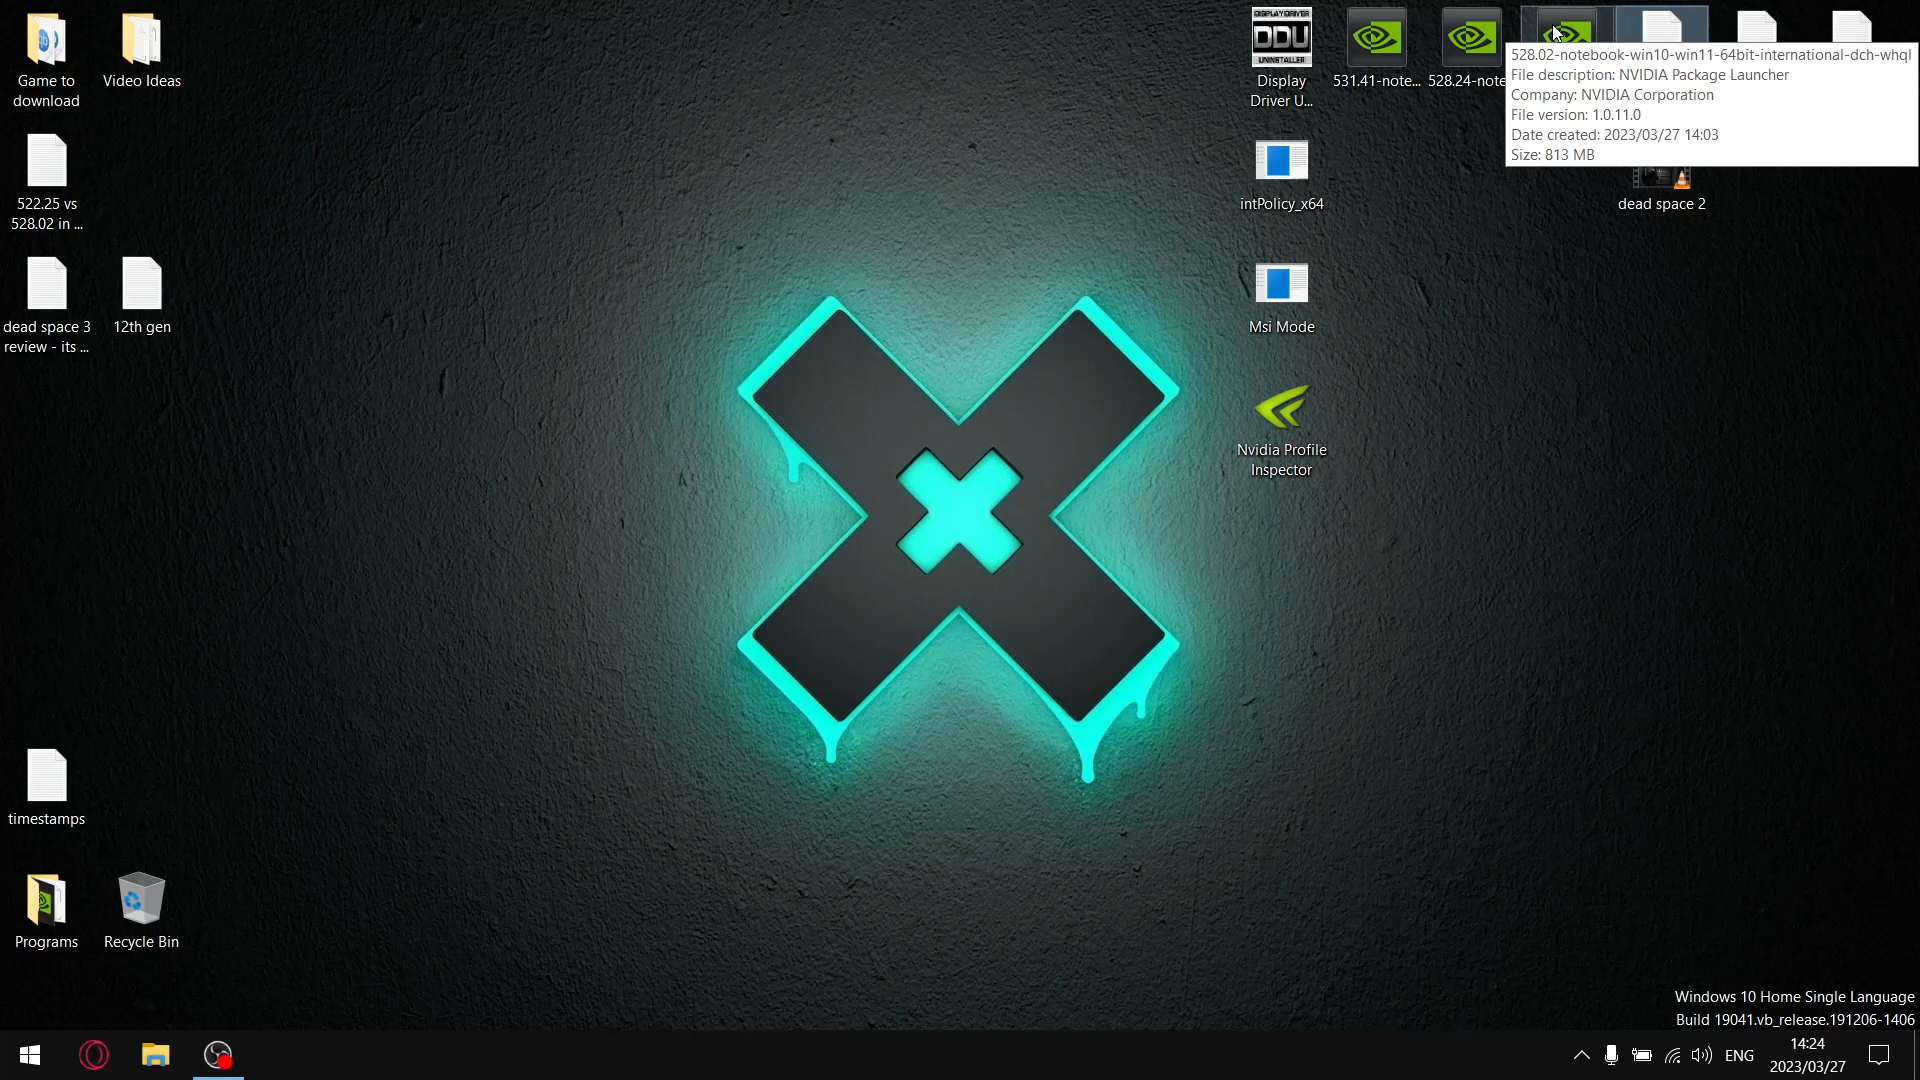 Game to
download
Video Ideas
522.25 vs
528.02 in ...
dead space 3
review - its ...
12th gen
timestamps
Programs
Recycle Bin
DISPLAY DRIVER
DDU
UNINSTALLER
Display
Driver U...
531.41-note...
528.24-note
528.02-notebook-win10-win11-64bit-international-dch-whql
File description: NVIDIA Package Launcher
Company: NVIDIA Corporation
File version: 1.0.11.0
Date created: 2023/03/27 14:03
Size: 813 MB
intPolicy_x64
dead space 2
Msi Mode
Nvidia Profile
Inspector
Windows 10 Home Single Language
Build 19041.vb_release.191206-1406
ENG
14:24
2023/03/27